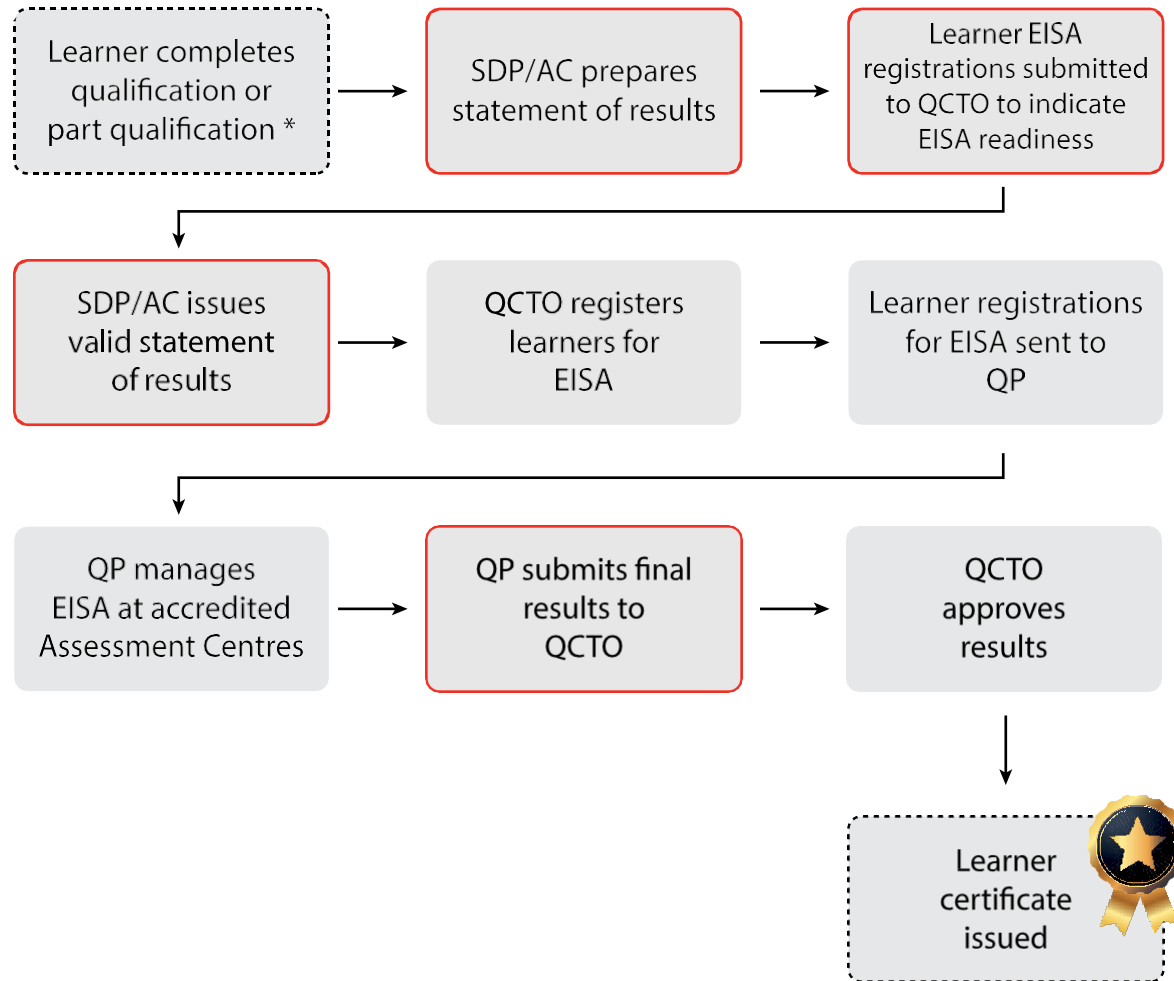 Learner completes
qualification or
part qualification *
SDP/AC prepares
statement of results
Learner EISA
registrations submitted
to QCTO to indicate
EISA readiness
SDP/AC issues
valid statement
of results
QCTO registers
learners for
EISA
Learner registrations
for EISA sent to
QP
QP manages
EISA at accredited
Assessment Centres
QP submits final
results to
QCTO
QCTO
approves
results
Learner
certificate
issued